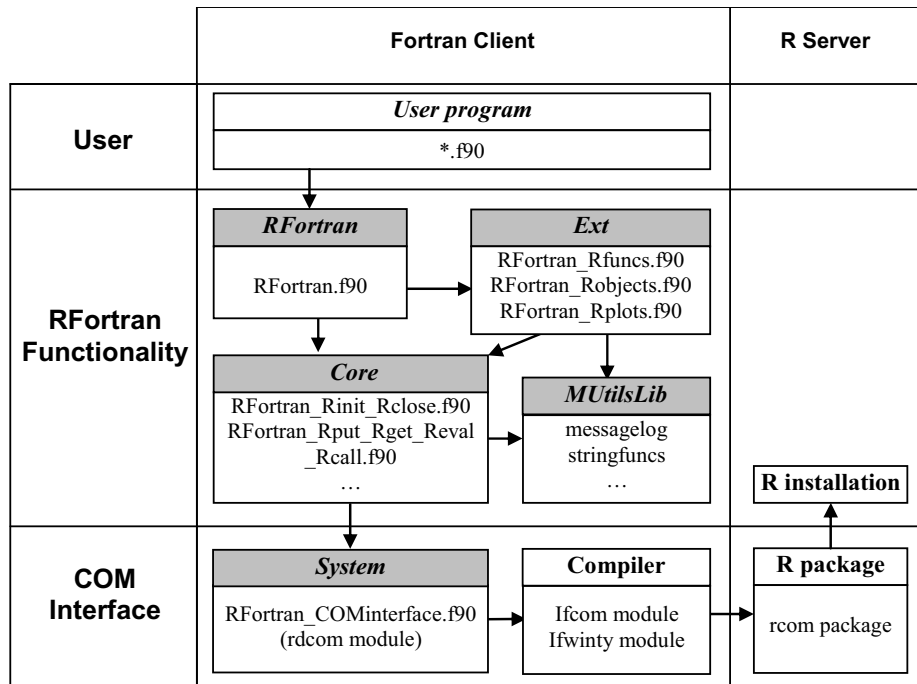 Fortran Client
R Server
User
User program
*.f90
RFortran
Functionality
RFortran
RFortran.f90
Ext
RFortran_Rfuncs.f90
RFortran_Robjects.f90
RFortran_Rplots.f90
Core
RFortran_Rinit_Rclose.f90
RFortran_Rput_Rget_Reval
_Rcall.f90
…
MUtilsLib
messagelog
stringfuncs
…
R installation
COM
Interface
System
RFortran_COMinterface.f90
(rdcom module)
Compiler
Ifcom module
Ifwinty module
R package
rcom package